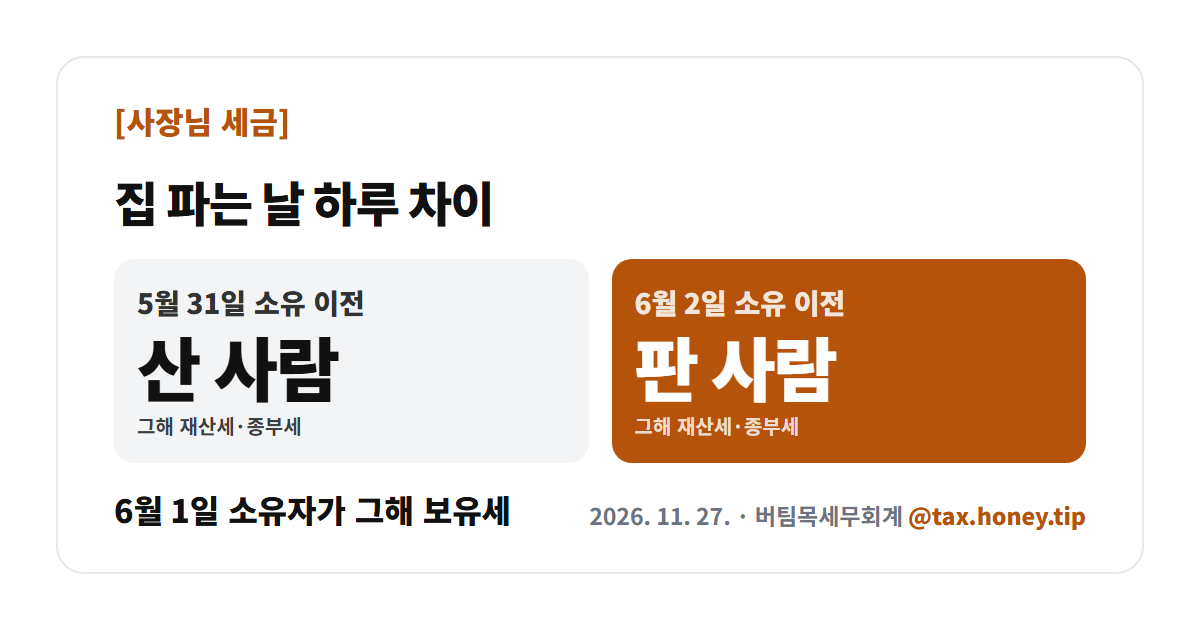 [사장님 세금]
집 파는 날 하루 차이
5월 31일 소유 이전
산 사람
그해 재산세·종부세
6월 2일 소유 이전
판 사람
그해 재산세·종부세
6월 1일 소유자가 그해 보유세
2026. 11. 27. · 버팀목세무회계 @tax.honey.tip